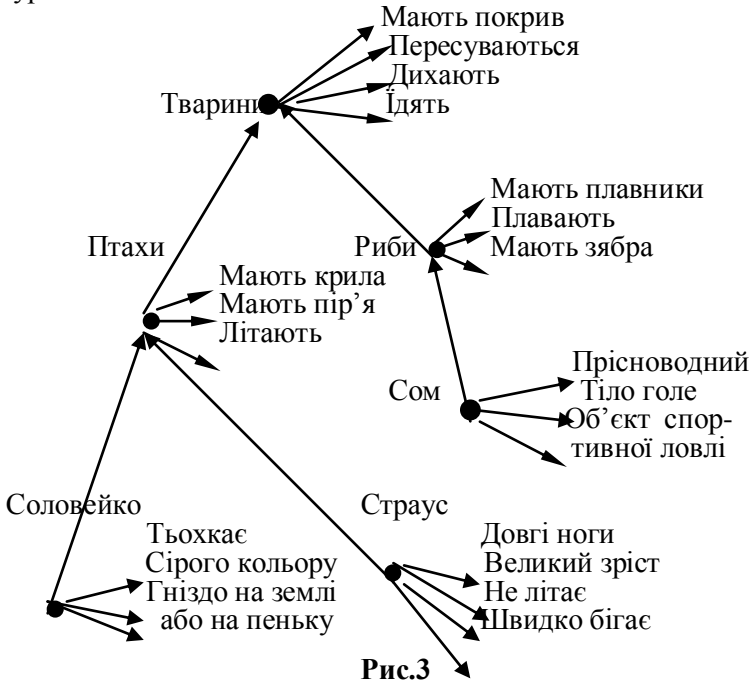 Мають покрив
Пересуваються
Дихають
Тварини
Їдять
Мають плавники
Плавають
Птахи
Риби
Мають зябра
Мають крила
Мають пір’я
Літають
Прісноводний
Сом
Тіло голе
Об’єкт спор-
тивної ловлі
Соловейко
Страус
Тьохкає
Сірого кольору
Гніздо на землі
або на пеньку
Довгі ноги
Великий зріст
Не літає
Швидко бігає
Рис.3